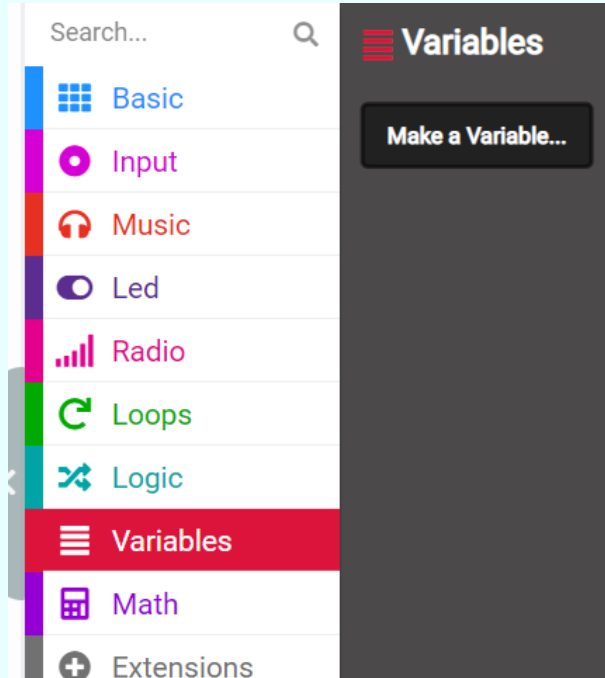 Search...
Basic
Input
Music
Led
Radio
Loops
Logic
Variables
Math
Extensions
Variables
Make a Variable...